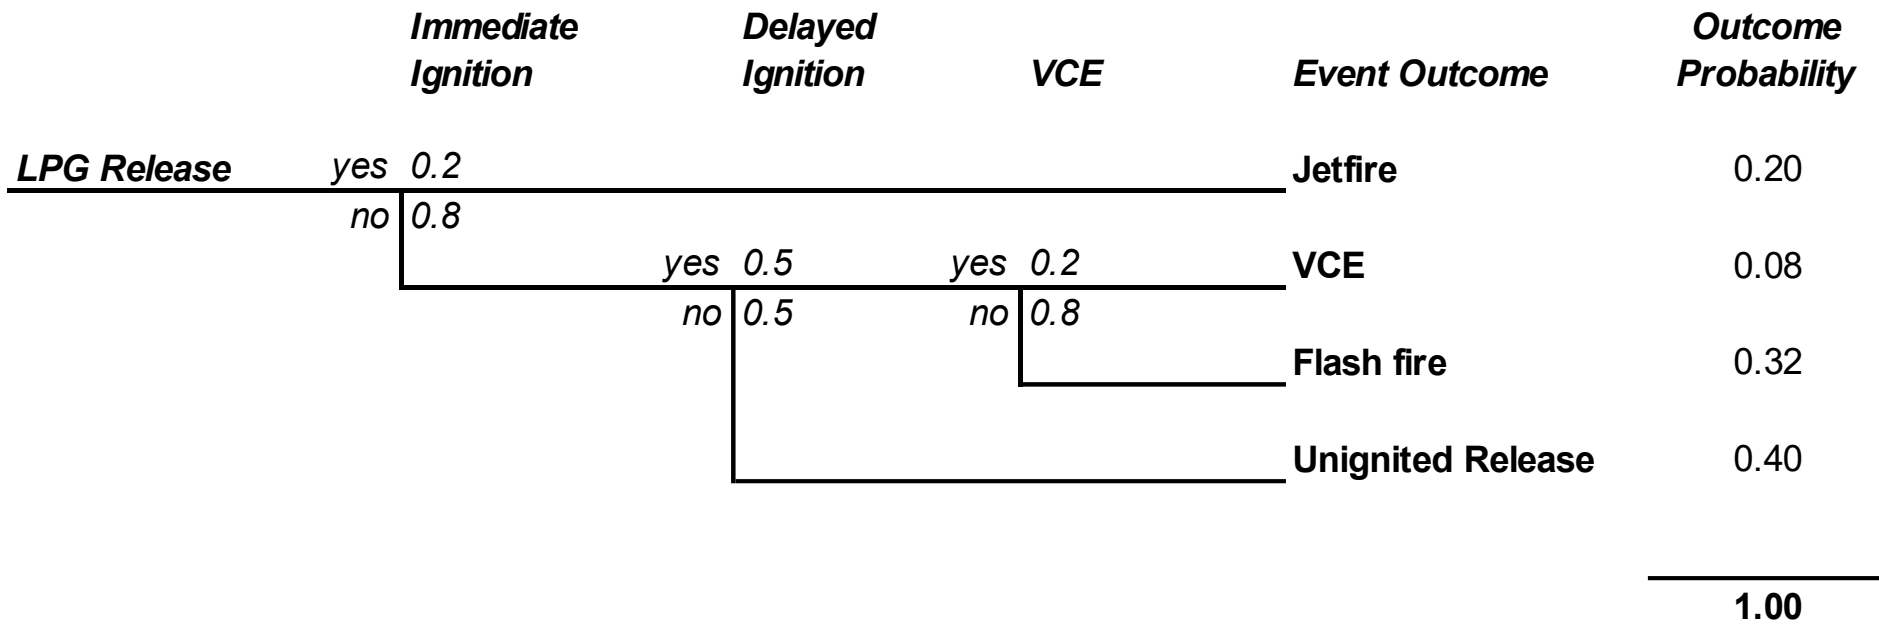 Immediate Delayed Outcome
Ignition Ignition VCE Event Outcome Probability
LPG Release yes 0.2 Jetfire 0.20
no 0.8
yes 0.5 yes 0.2 VCE 0.08
no 0.5 no 0.8
Flash fire 0.32
Unignited Release 0.40
1.00